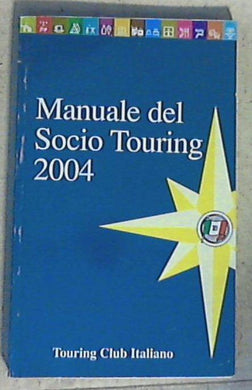 Manuale del
Socio Touring
2004
Touring Club Italiano